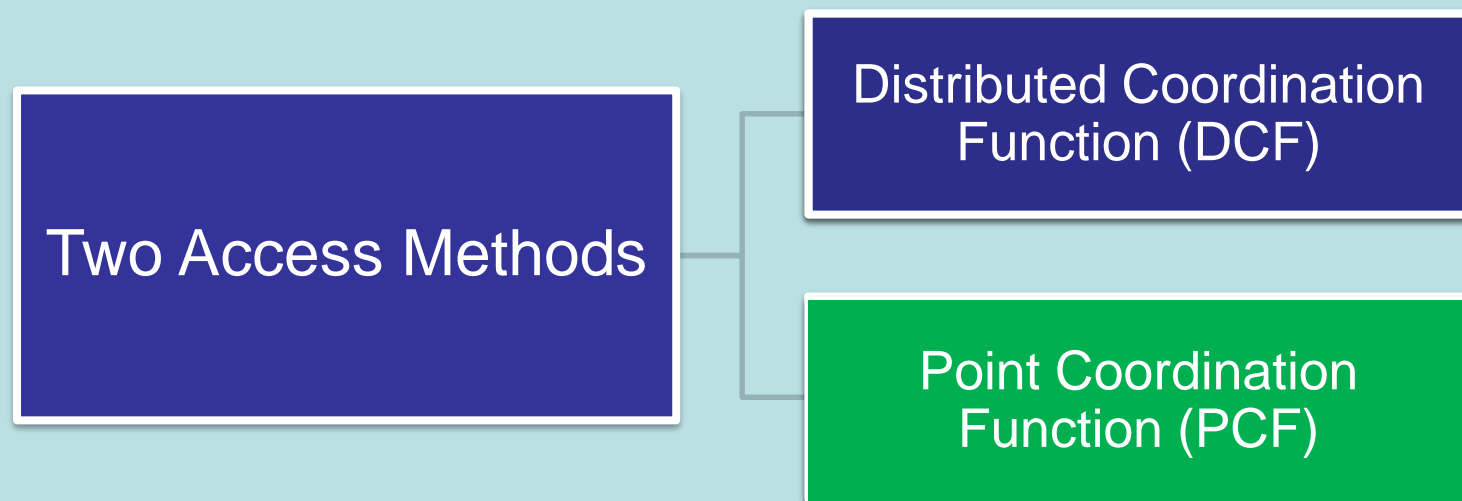 Two Access Methods
Distributed Coordination
Function (DCF)
Point Coordination
Function (PCF)